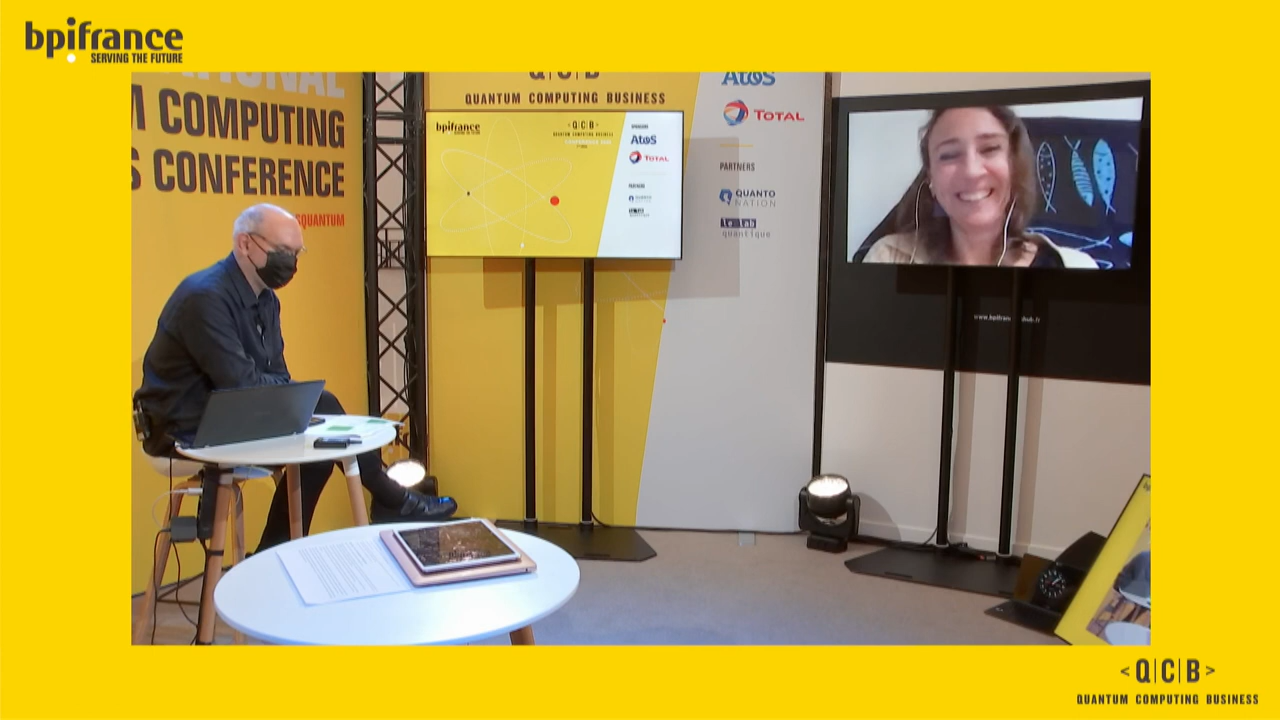 bpifrance
SERVING THE FUTURE
M COMPUTING
S CONFERENCE
QUANTUM
Q|C|B
QUANTUM COMPUTING BUSINESS
bpifrance
-Q|C|B-
QUANTUM COMPUTING BUSINESS
Atos
TOTAL
PARTNERS
Atos
TOTAL
PARTNERS
QUANTO
NATION
le lab
quantique
<Q|C|B>
QUANTUM COMPUTING BUSINESS